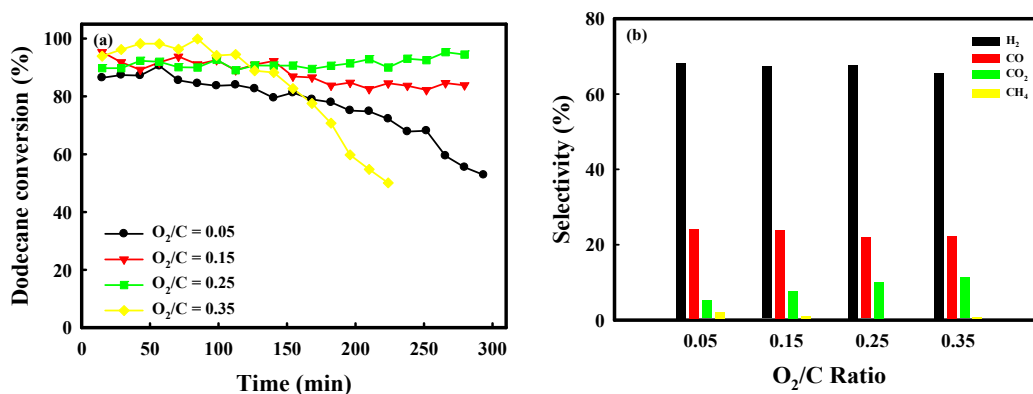 (a)
Dodecane conversion (%)
100
80
60
40
20
0
O₂/C = 0.05
O₂/C = 0.15
O₂/C = 0.25
O₂/C = 0.35
0 50 100 150 200 250 300
Time (min)
(b)
Selectivity (%)
80
60
40
20
0
H₂
CO
CO₂
CH₄
0.05 0.15 0.25 0.35
O₂/C Ratio